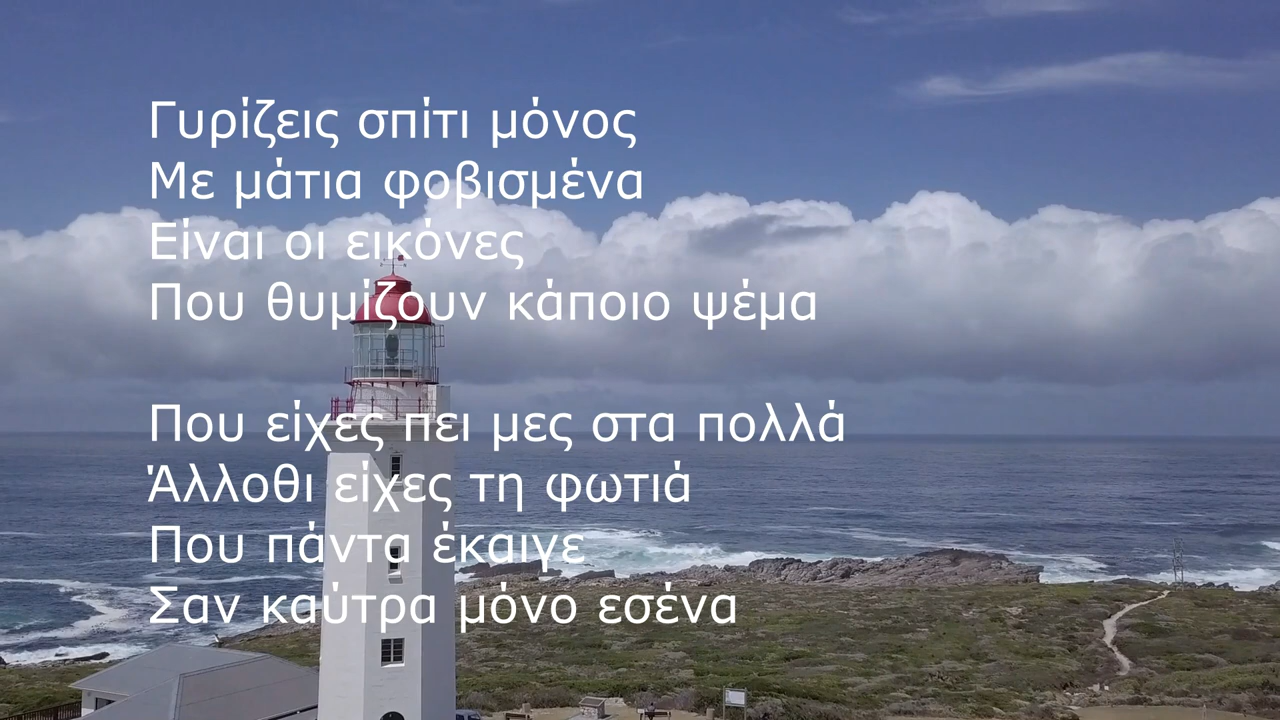 Γυρίζεις σπίτι μόνος
Με μάτια φοβισμένα
Είναι οι εικόνες
Που θυμίζουν κάποιο ψέμα
Που είχες πει μες στα πολλά
Άλλοθι είχες τη φωτιά
Που πάντα έκαιγε
Σαν καύτρα μόνο εσένα